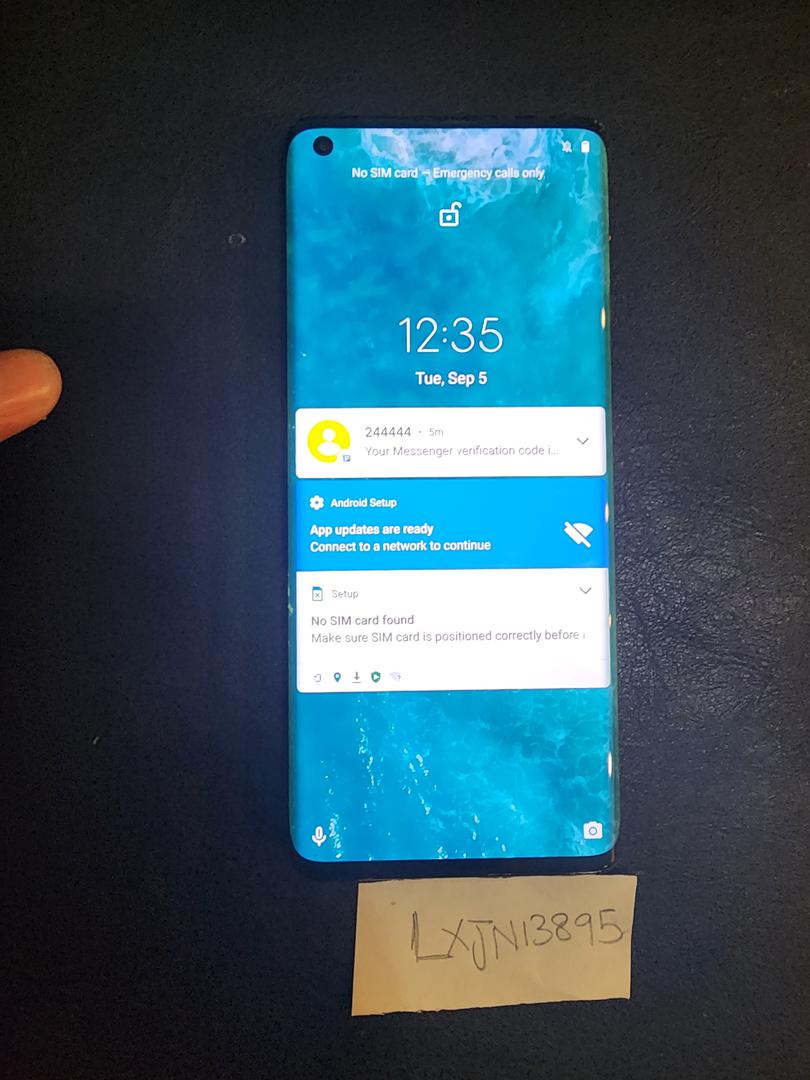 No SIM card — Emergency calls only
12:35
Tue, Sep 5
244444 · 5m
Your Messenger verification code i...
Android Setup
App updates are ready
Connect to a network to continue
Setup
No SIM card found
Make sure SIM card is positioned correctly before i
LXJN13895